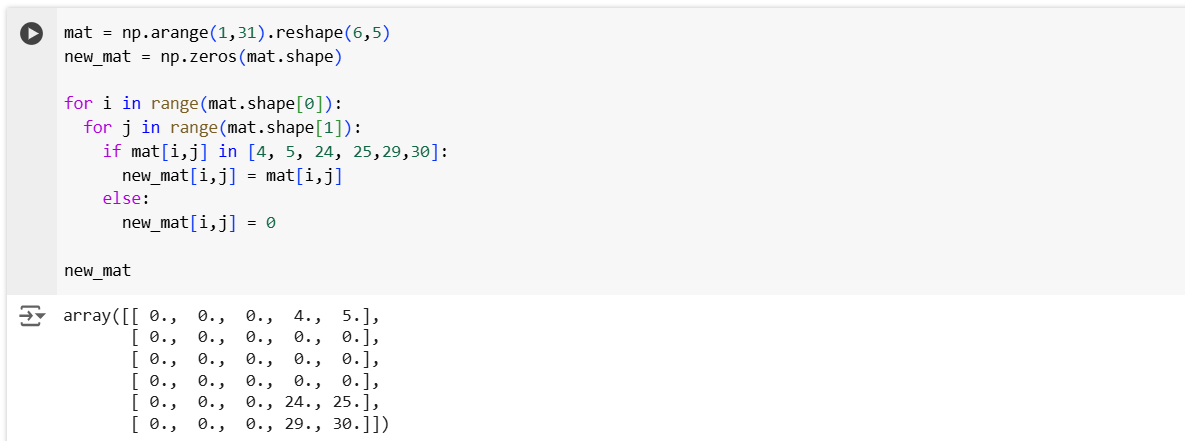 mat = np.arange(1,31).reshape(6,5)
new_mat = np.zeros(mat.shape)

for i in range(mat.shape[0]):
  for j in range(mat.shape[1]):
    if mat[i,j] in [4, 5, 24, 25,29,30]:
      new_mat[i,j] = mat[i,j]
    else:
      new_mat[i,j] = 0

new_mat
array([[ 0.,  0.,  0.,  4.,  5.],
       [ 0.,  0.,  0.,  0.,  0.],
       [ 0.,  0.,  0.,  0.,  0.],
       [ 0.,  0.,  0.,  0.,  0.],
       [ 0.,  0.,  0., 24., 25.],
       [ 0.,  0.,  0., 29., 30.]])